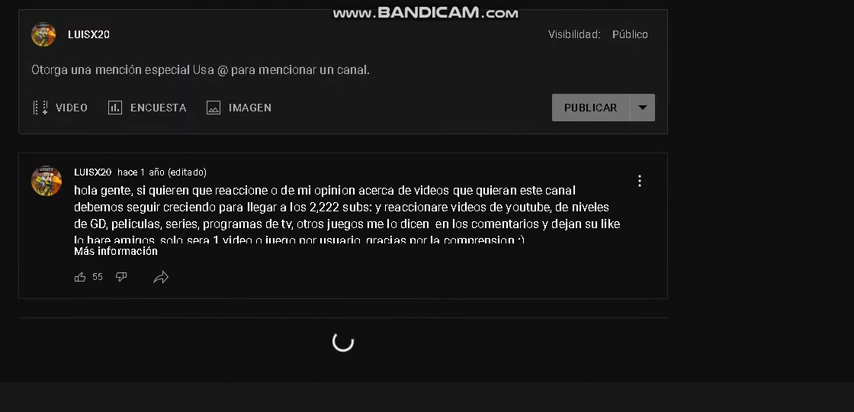 www.BANDICAM.com
LUISX20
Visibilidad: Público
Otorga una mención especial Usa @ para mencionar un canal.
VIDEO ENCUESTA IMAGEN PUBLICAR
LUISX20 hace 1 año (editado)
hola gente, si quieren que reaccione o de mi opinion acerca de videos que quieran este canal
debemos seguir creciendo para llegar a los 2,222 subs: y reaccionare videos de youtube, de niveles
de GD, peliculas, series, programas de tv, otros juegos me lo dicen en los comentarios y dejan su like
lo hare amigos, solo sera 1 video o juego por usuario, gracias por la comprension :)
Más información
55